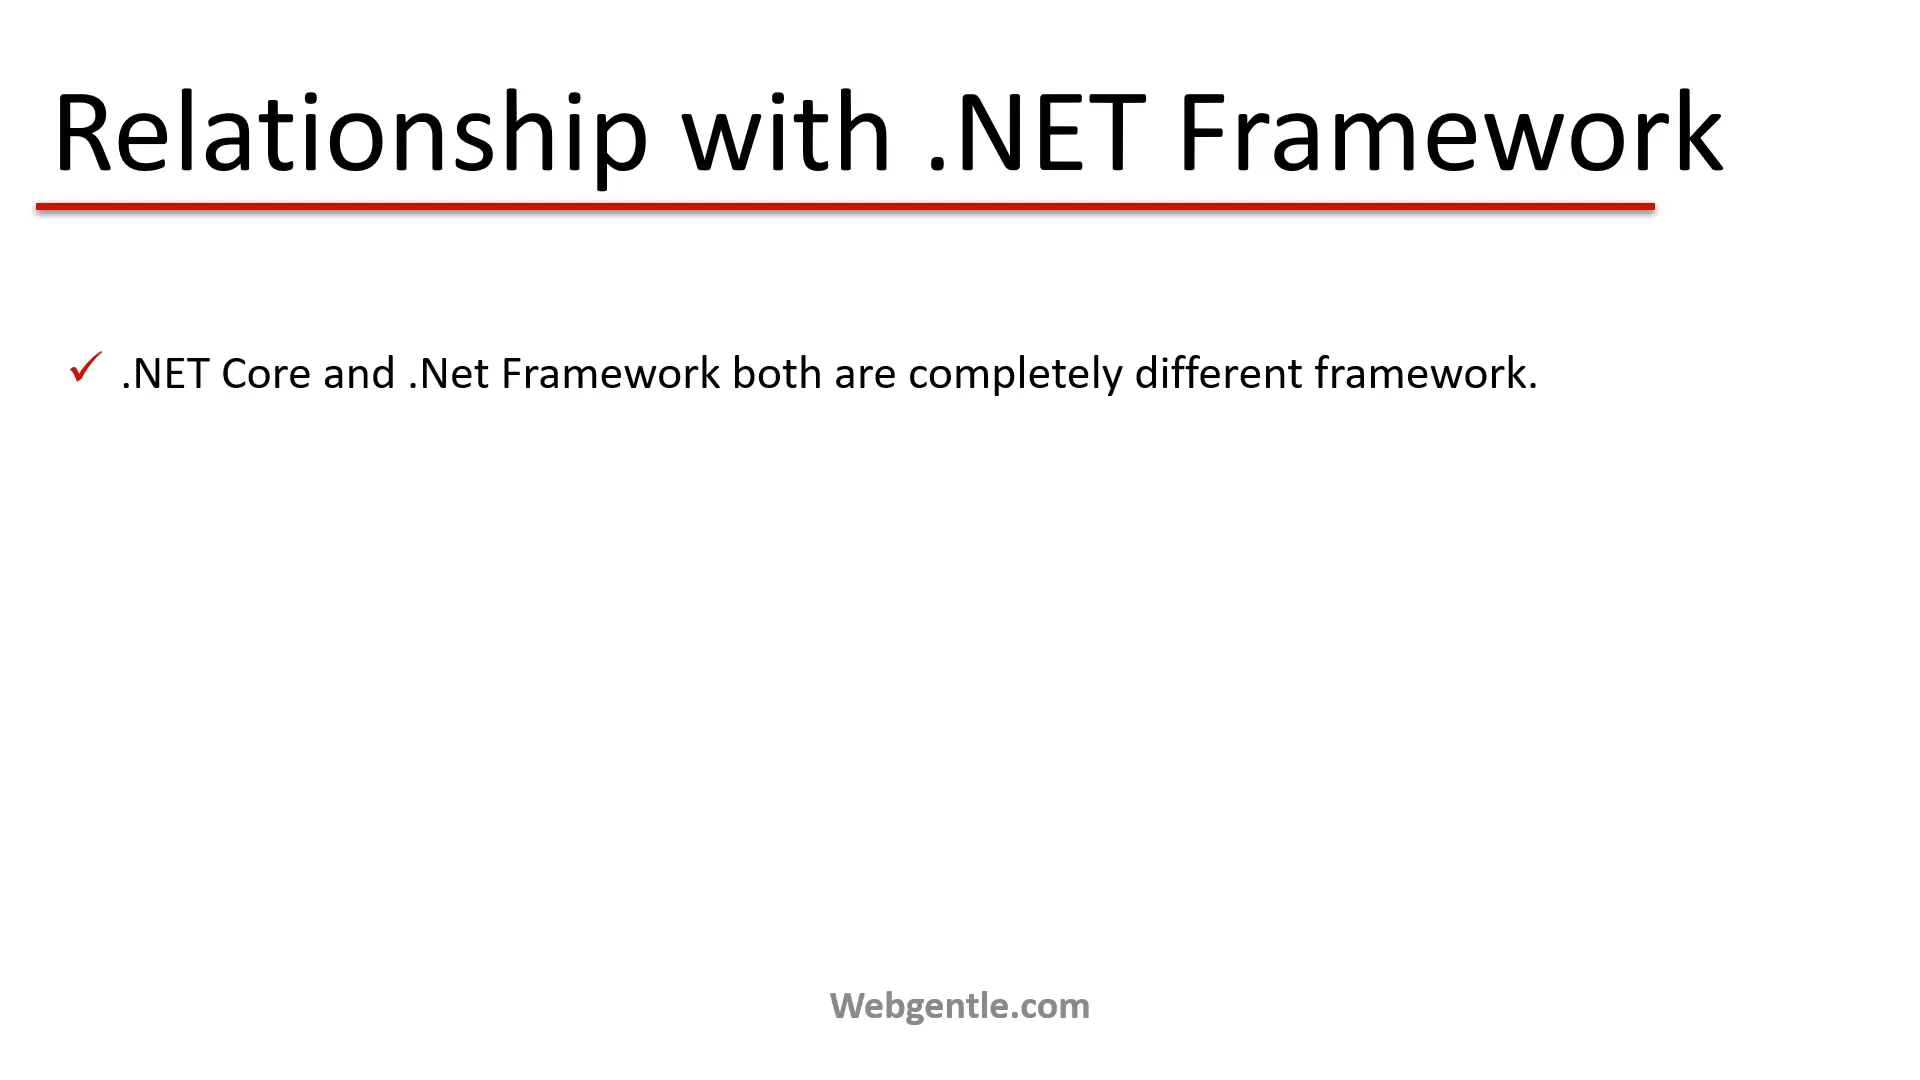 Relationship with .NET Framework
.NET Core and .Net Framework both are completely different framework.
Webgentle.com